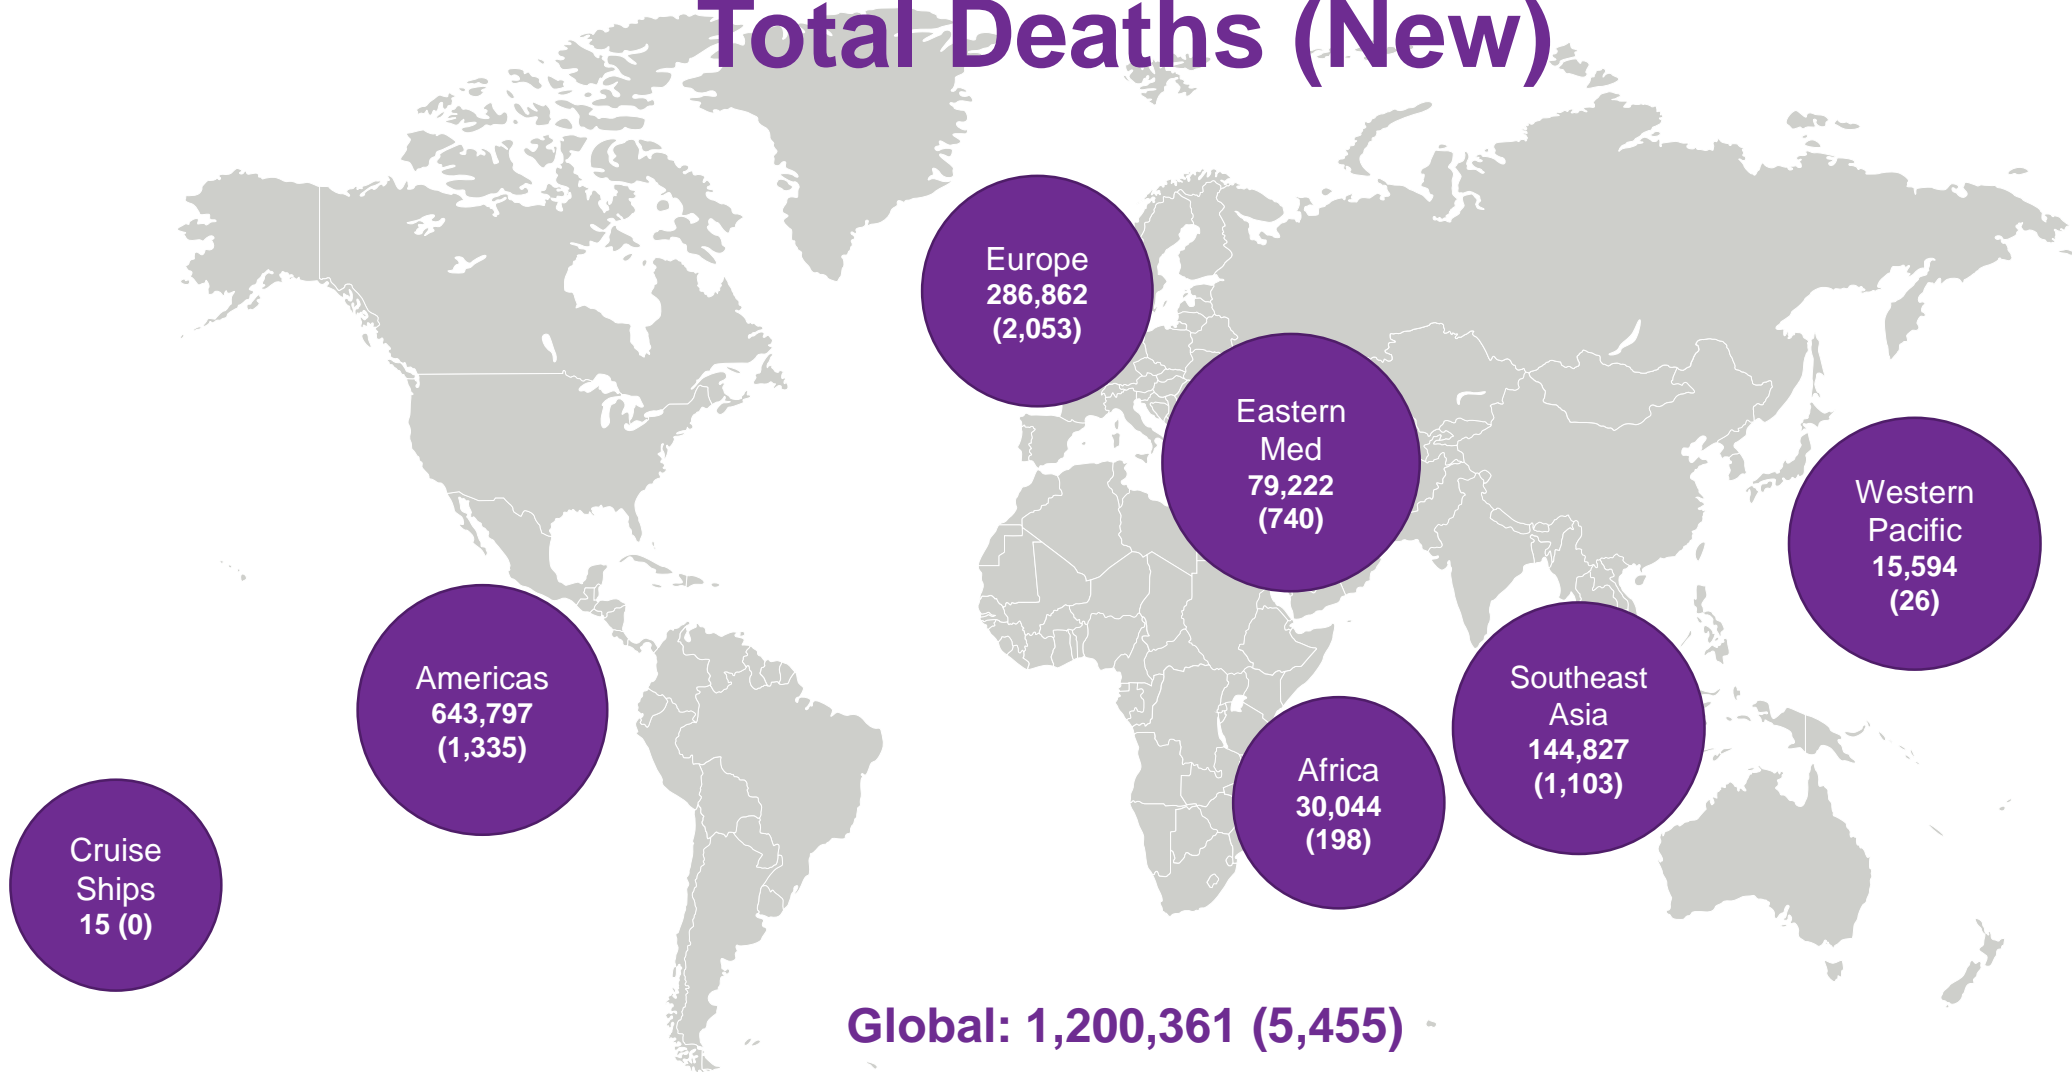 Total Deaths (New)
Europe
286,862
(2,053)
Eastern
Med
79,222
(740)
Western
Pacific
15,594
(26)
Americas
643,797
(1,335)
Southeast
Asia
144,827
(1,103)
Africa
30,044
(198)
Cruise
Ships
15 (0)
Global: 1,200,361 (5,455)